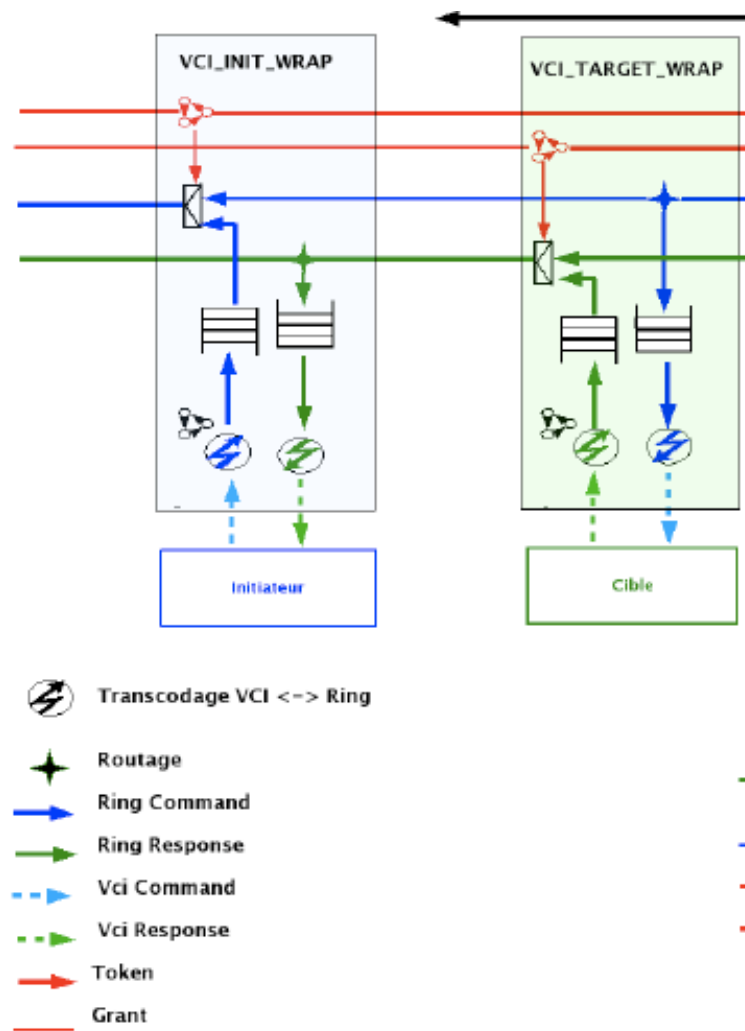 VCI_INIT_WRAP
VCI_TARGET_WRAP
Initiateur
Cible
Transcodage VCI <-> Ring
Routage
Ring Command
Ring Response
Vci Command
Vci Response
Token
Grant